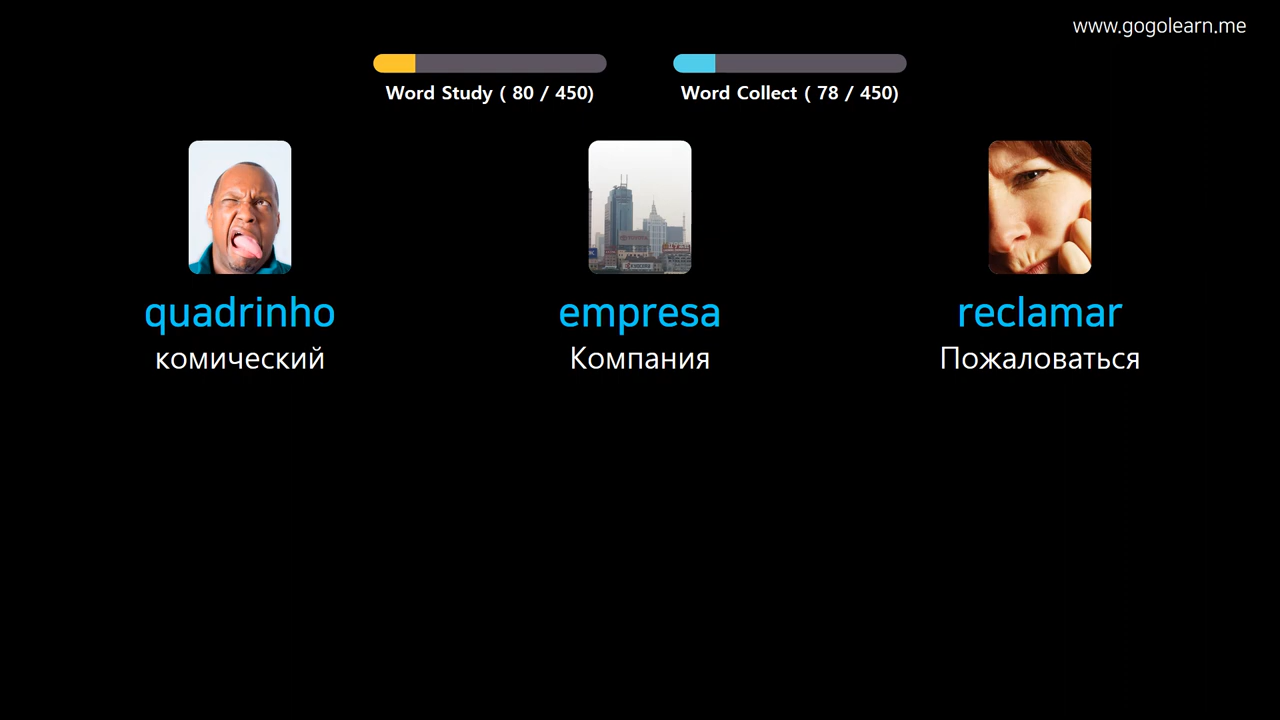 www.gogolearn.me
Word Study ( 80 / 450)
Word Collect ( 78 / 450)
quadrinho
empresa
reclamar
комический
Компания
Пожаловаться